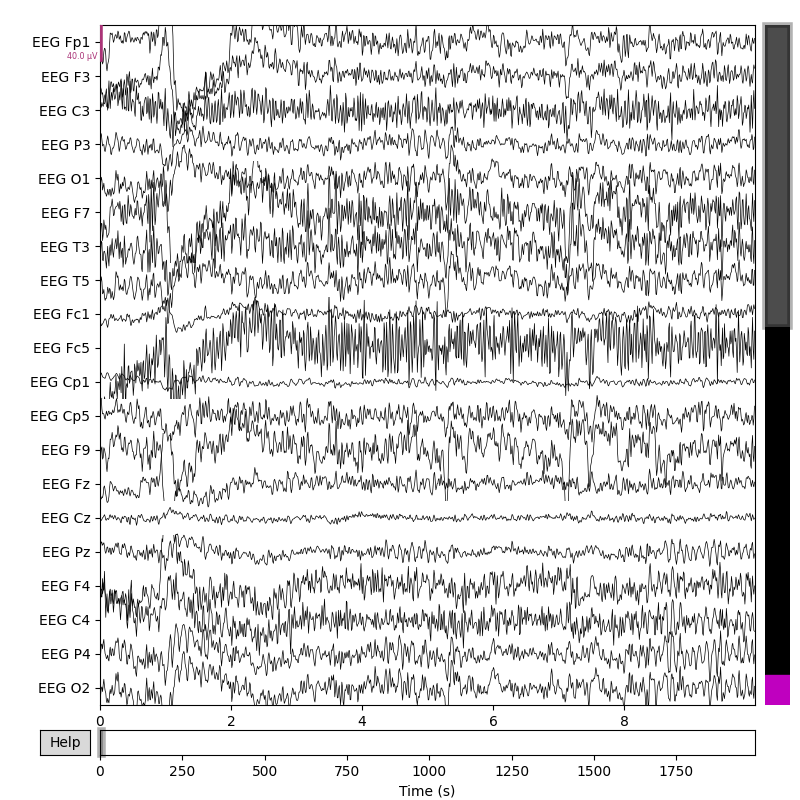 EEG Fp1
40.0 µV
EEG F3
EEG C3
EEG P3
EEG O1
EEG F7
EEG T3
EEG T5
EEG Fc1
EEG Fc5
EEG Cp1
EEG Cp5
EEG F9
EEG Fz
EEG Cz
EEG Pz
EEG F4
EEG C4
EEG P4
EEG O2
0 2 4 6 8
Help
0 250 500 750 1000 1250 1500 1750
Time (s)